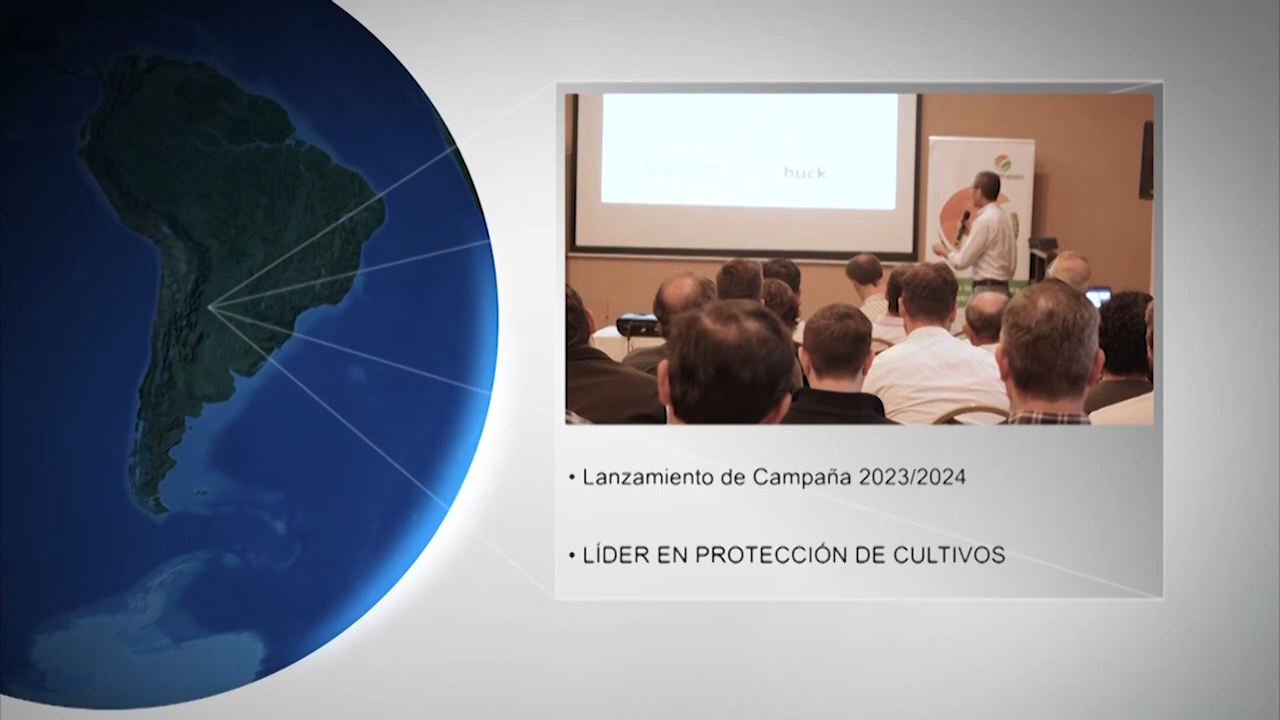 huck
• Lanzamiento de Campaña 2023/2024
• LÍDER EN PROTECCIÓN DE CULTIVOS